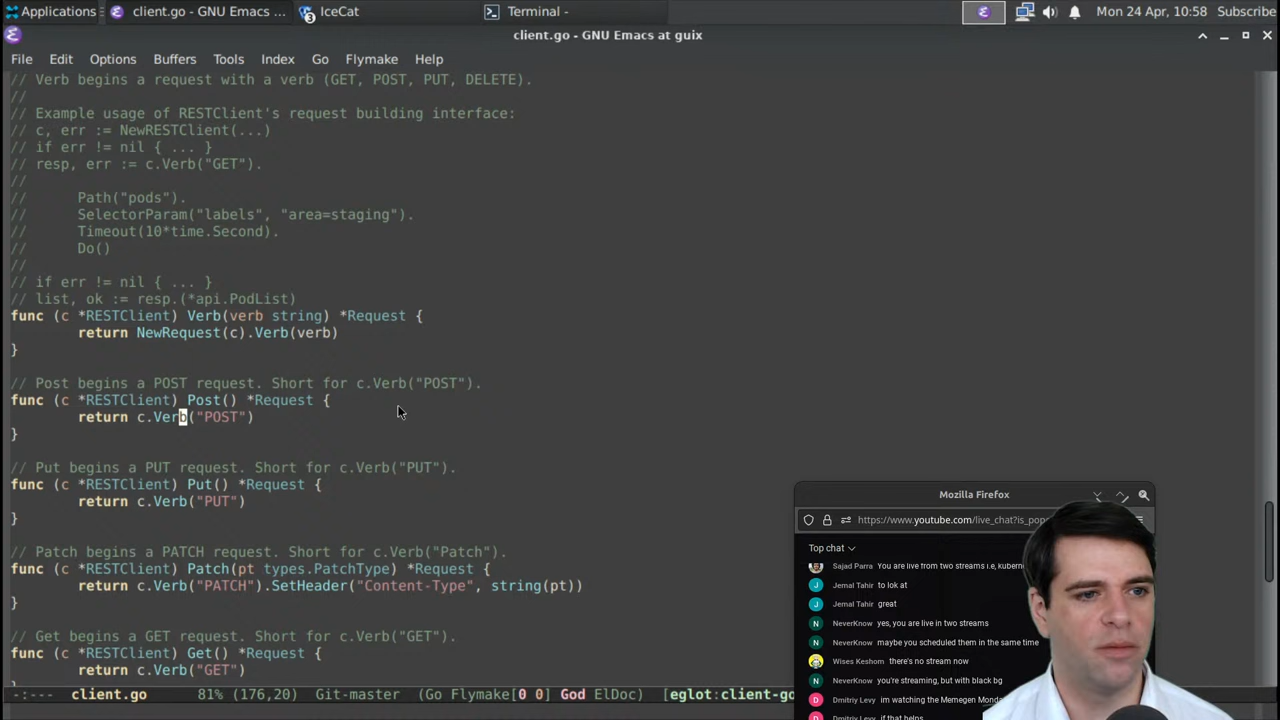 Applications
client.go - GNU Emacs ...
3 IceCat
Terminal -
Mon 24 Apr, 10:58 Subscribe
client.go - GNU Emacs at guix
File Edit Options Buffers Tools Index Go Flymake Help
// Verb begins a request with a verb (GET, POST, PUT, DELETE).
//
// Example usage of RESTClient's request building interface:
// c, err := NewRESTClient(...)
// if err != nil { ... }
// resp, err := c.Verb("GET").
//
// Path("pods").
// SelectorParam("labels", "area=staging").
// Timeout(10*time.Second).
// Do()
//
// if err != nil { ... }
// list, ok := resp.(*api.PodList)
func (c *RESTClient) Verb(verb string) *Request {
return NewRequest(c).Verb(verb)
}
// Post begins a POST request. Short for c.Verb("POST").
func (c *RESTClient) Post() *Request {
return c.Verb("POST")
}
// Put begins a PUT request. Short for c.Verb("PUT").
func (c *RESTClient) Put() *Request {
return c.Verb("PUT")
}
// Patch begins a PATCH request. Short for c.Verb("Patch").
func (c *RESTClient) Patch(pt types.PatchType) *Request {
return c.Verb("PATCH").SetHeader("Content-Type", string(pt))
}
// Get begins a GET request. Short for c.Verb("GET").
func (c *RESTClient) Get() *Request {
return c.Verb("GET")
-:--- client.go 81% (176,20) Git-master (Go Flymake[0 0] God ElDoc) [eglot:client-go
Mozilla Firefox
https://www.youtube.com/live_chat?is_pop
Top chat
Sajad Parra You are live from two streams i.e, kubern
J Jemal Tahir to lok at
J Jemal Tahir great
N NeverKnow yes, you are live in two streams
N NeverKnow maybe you scheduled them in the same time
Wises Keshom there's no stream now
N NeverKnow you're streaming, but with black bg
D Dmitriy Levy im watching the Memegen Monda
D Dmitriy Levy if that helps